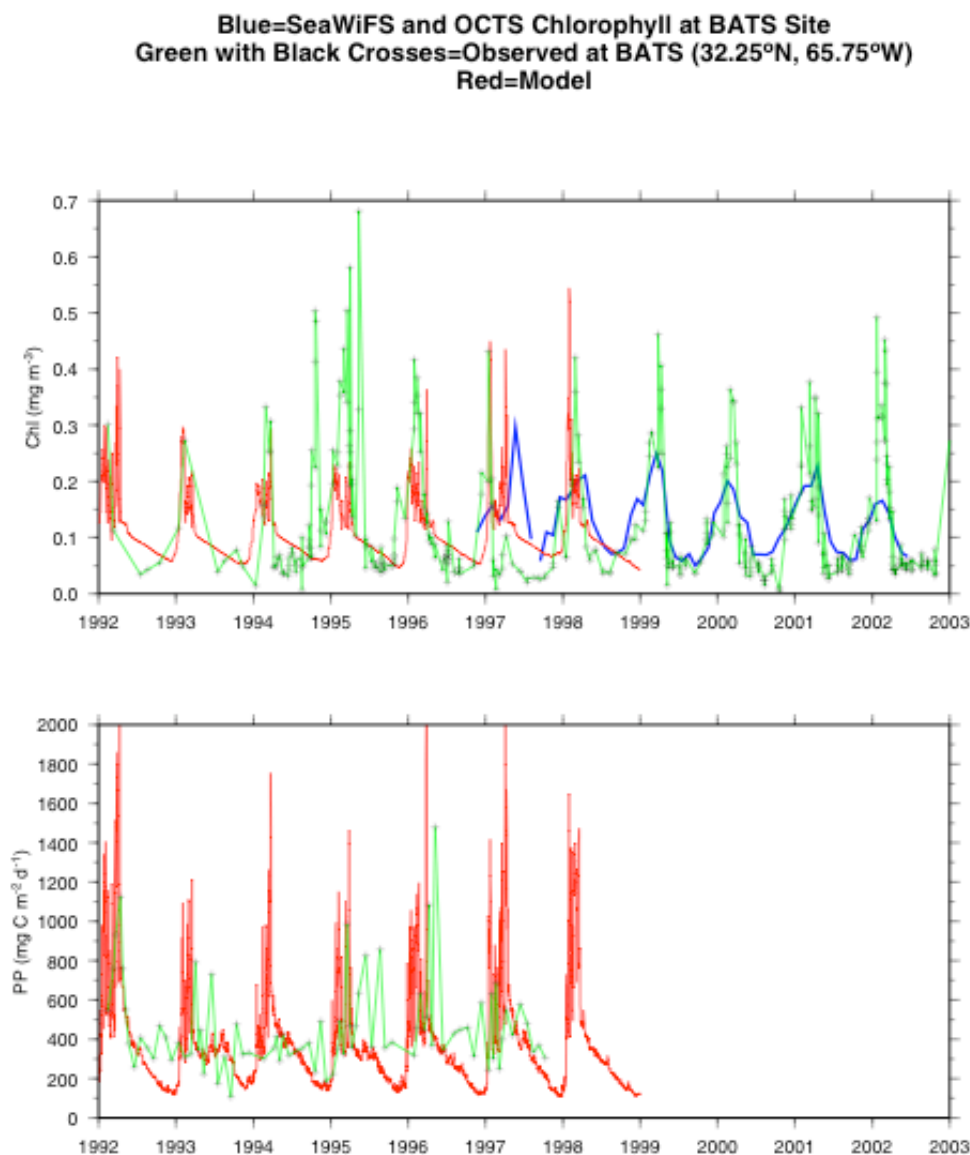 Blue=SeaWiFS and OCTS Chlorophyll at BATS Site
Green with Black Crosses=Observed at BATS (32.25ºN, 65.75ºW)
Red=Model
0.7
0.6
0.5
0.4
0.3
0.2
0.1
0.0
Chl (mg m⁻³)
1992 1993 1994 1995 1996 1997 1998 1999 2000 2001 2002 2003
2000
1800
1600
1400
1200
1000
800
600
400
200
0
PP (mg C m⁻² d⁻¹)
1992 1993 1994 1995 1996 1997 1998 1999 2000 2001 2002 2003